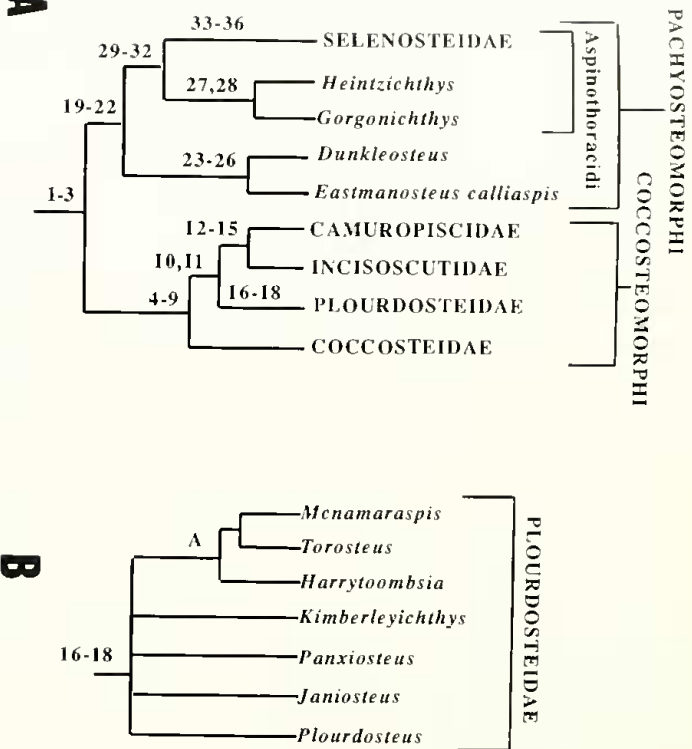 A
33-36
SELENOSTEIDAE
29-32
27,28
Heintzichthys
Gorgonichthys
19-22
23-26
Dunkleosteus
Eastmanosteus calliaspis
1-3
12-15
CAMUROPISCIDAE
10,11
INCISOSCUTIDAE
4-9
16-18
PLOURDOSTEIDAE
COCCOSTEIDAE
Aspinothoracidi
PACHYOSTEOMORPHI
COCCOSTEOMORPHI
B
Mcnamaraspis
A
Torosteus
Harrytoombsia
Kimberleyichthys
16-18
Panxiosteus
Janiosteus
Plourdosteus
PLOURDOSTEIDAE